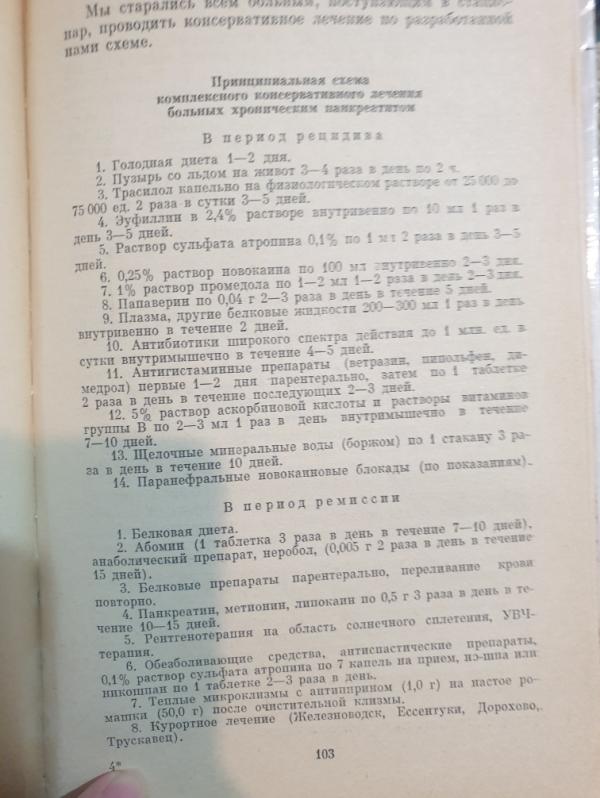 Мы старались всем больным, поступающим в стацио-
нар, проводить консервативное лечение по разработанной
нами схеме.
Принципиальная схема
комплексного консервативного лечения
больных хроническим панкреатитом
В период рецидива
1. Голодная диета 1—2 дня.
2. Пузырь со льдом на живот 3—4 раза в день по 2 ч.
3. Трасилол капельно на физиологическом растворе от 25 000 до
75 000 ед. 2 раза в сутки 3—5 дней.
4. Эуфиллин в 2,4% растворе внутривенно по 10 мл 1 раз в
день 3—5 дней.
5. Раствор сульфата атропина 0,1% по 1 мл 2 раза в день 3—5
дней.
6. 0,25% раствор новокаина по 100 мл внутривенно 2—3 дня.
7. 1% раствор промедола по 1—2 мл 1—2 раза в день 2—3 дня.
8. Папаверин по 0,04 г 2—3 раза в день в течение 5 дней.
9. Плазма, другие белковые жидкости 200—300 мл 1 раз в день
внутривенно в течение 2 дней.
10. Антибиотики широкого спектра действия до 1 млн. ед. в
сутки внутримышечно в течение 4—5 дней.
11. Антигистаминные препараты (ветразин, пипольфен, ди-
медрол) первые 1—2 дня парентерально, затем по 1 таблетке
2 раза в день в течение последующих 2—3 дней.
12. 5% раствор аскорбиновой кислоты и растворы витаминов
группы В по 2—3 мл 1 раз в день внутримышечно в течение
7—10 дней.
13. Щелочные минеральные воды (боржом) по 1 стакану 3 ра-
за в день в течение 10 дней.
14. Паранефральные новокаиновые блокады (по показаниям).
В период ремиссии
1. Белковая диета.
2. Абомин (1 таблетка 3 раза в день в течение 7—10 дней),
анаболический препарат, неробол, (0,005 г 2 раза в день в течение
15 дней).
3. Белковые препараты парентерально, переливание крови
повторно.
4. Панкреатин, метионин, липокаин по 0,5 г 3 раза в день в те-
чение 10—15 дней.
5. Рентгенотерапия на область солнечного сплетения, УВЧ-
терапия.
6. Обезболивающие средства, антиспастические препараты,
0,1% раствор сульфата атропина по 7 капель на прием, но-шпа или
никошпан по 1 таблетке 2—3 раза в день.
7. Теплые микроклизмы с антипирином (1,0 г) на настое ро-
машки (50,0 г) после очистительной клизмы.
8. Курортное лечение (Железноводск, Ессентуки, Дорохово,
Трускавец).
103
4*